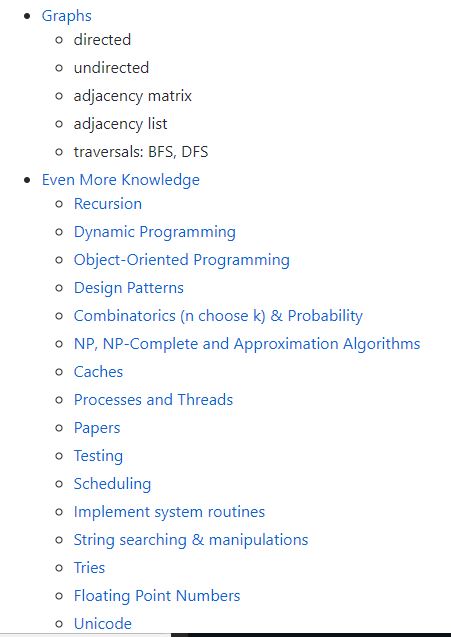 Graphs
directed
undirected
adjacency matrix
adjacency list
traversals: BFS, DFS
Even More Knowledge
Recursion
Dynamic Programming
Object-Oriented Programming
Design Patterns
Combinatorics (n choose k) & Probability
NP, NP-Complete and Approximation Algorithms
Caches
Processes and Threads
Papers
Testing
Scheduling
Implement system routines
String searching & manipulations
Tries
Floating Point Numbers
Unicode